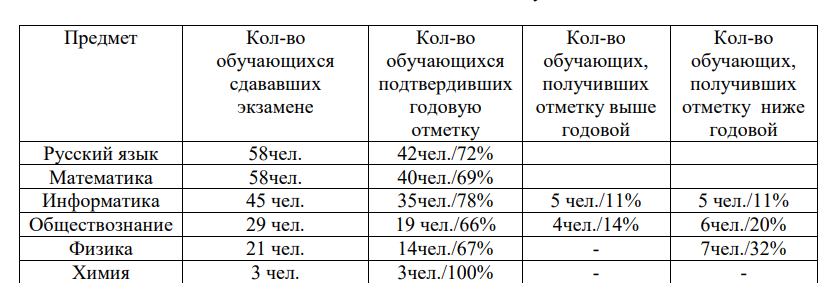 Предмет Кол-во обучающихся сдававших экзамене Кол-во обучающихся подтвердивших годовую отметку Кол-во обучающих, получивших отметку выше годовой Кол-во обучающих, получивших отметку ниже годовой
Русский язык 58чел. 42чел./72%
Математика 58чел. 40чел./69%
Информатика 45 чел. 35чел./78% 5 чел./11% 5 чел./11%
Обществознание 29 чел. 19 чел./66% 4чел./14% 6чел./20%
Физика 21 чел. 14чел./67% - 7чел./32%
Химия 3 чел. 3чел./100% - -